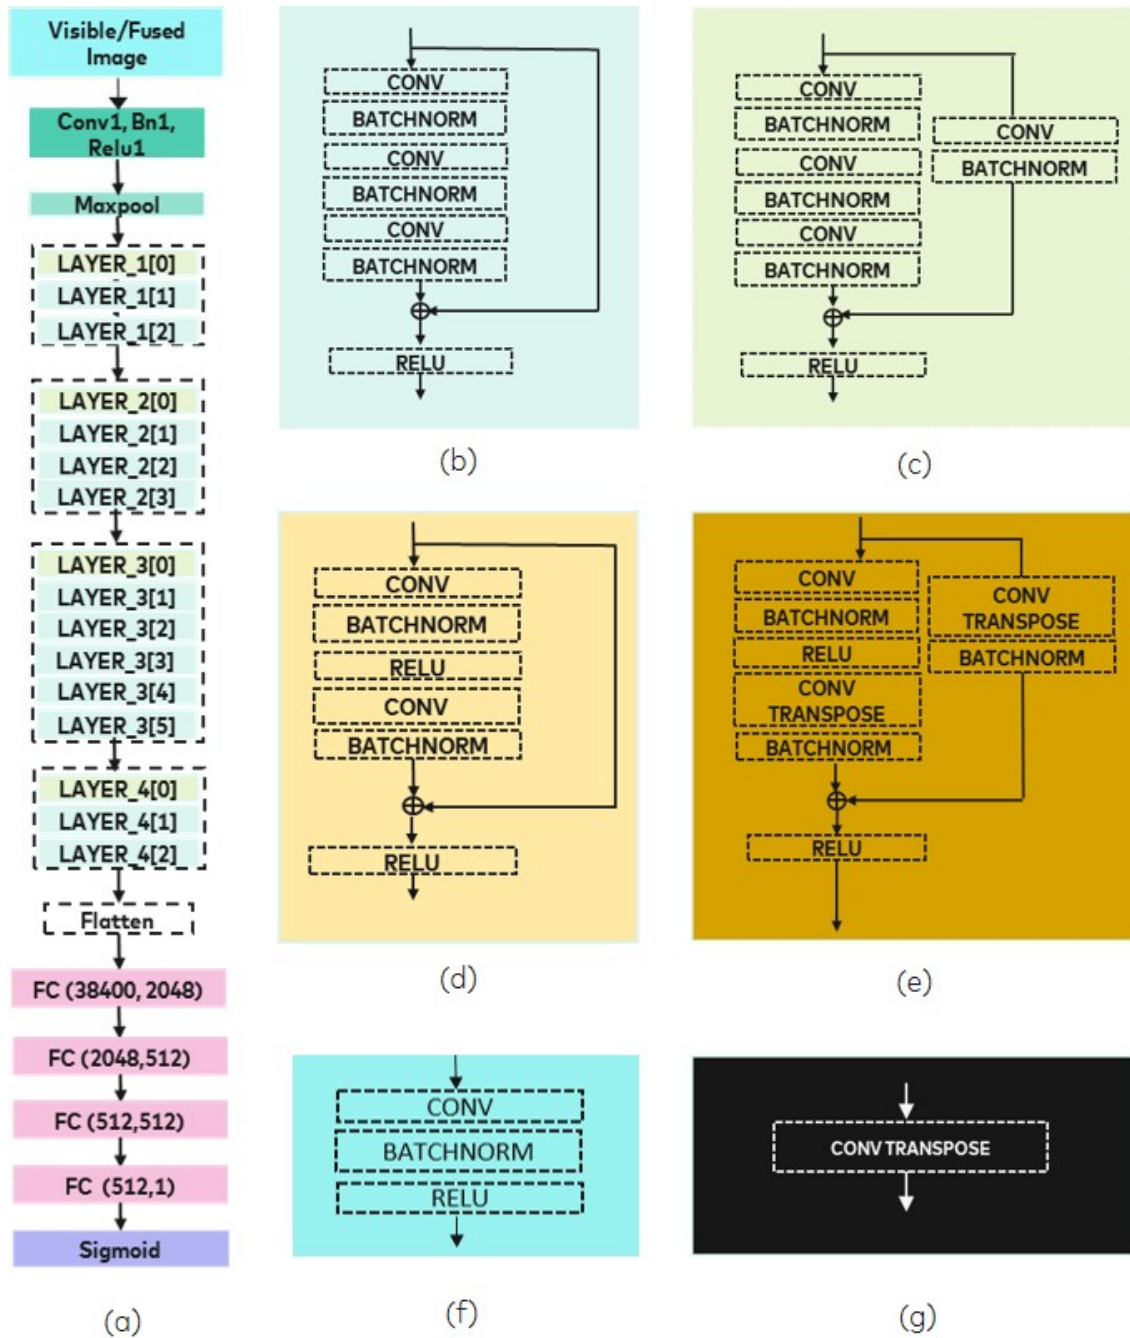 Visible/Fused
Image
Conv1, Bn1,
Relu1
Maxpool
LAYER_1[0]
LAYER_1[1]
LAYER_1[2]
LAYER_2[0]
LAYER_2[1]
LAYER_2[2]
LAYER_2[3]
LAYER_3[0]
LAYER_3[1]
LAYER_3[2]
LAYER_3[3]
LAYER_3[4]
LAYER_3[5]
LAYER_4[0]
LAYER_4[1]
LAYER_4[2]
Flatten
FC (38400, 2048)
FC (2048,512)
FC (512,512)
FC (512,1)
Sigmoid
(a)
CONV
BATCHNORM
CONV
BATCHNORM
CONV
BATCHNORM
RELU
(b)
CONV
BATCHNORM
CONV
BATCHNORM
CONV
BATCHNORM
CONV
BATCHNORM
RELU
(c)
CONV
BATCHNORM
RELU
CONV
BATCHNORM
RELU
(d)
CONV
BATCHNORM
RELU
CONV
TRANSPOSE
BATCHNORM
CONV
TRANSPOSE
BATCHNORM
RELU
(e)
CONV
BATCHNORM
RELU
(f)
CONV TRANSPOSE
(g)